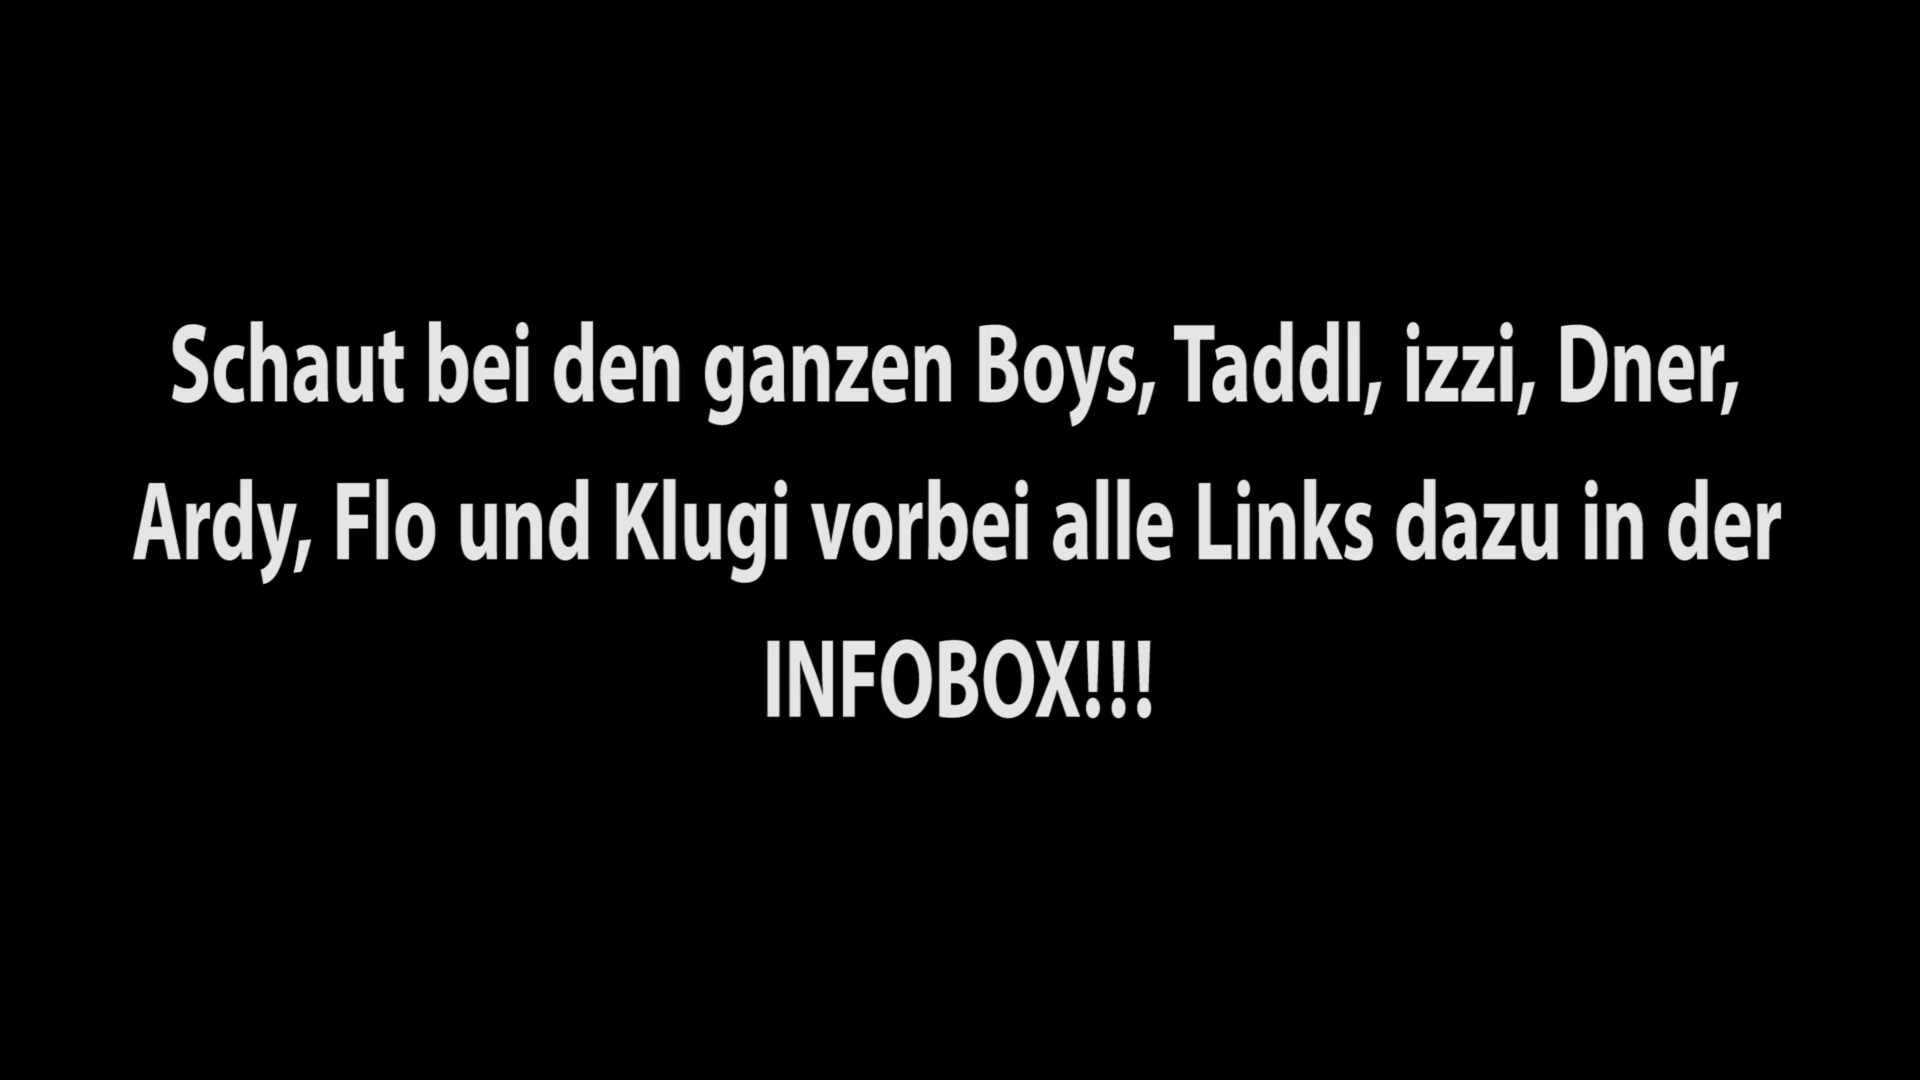 Schaut bei den ganzen Boys, Taddl, izzi, Dner,
Ardy, Flo und Klugi vorbei alle Links dazu in der
INFOBOX!!!